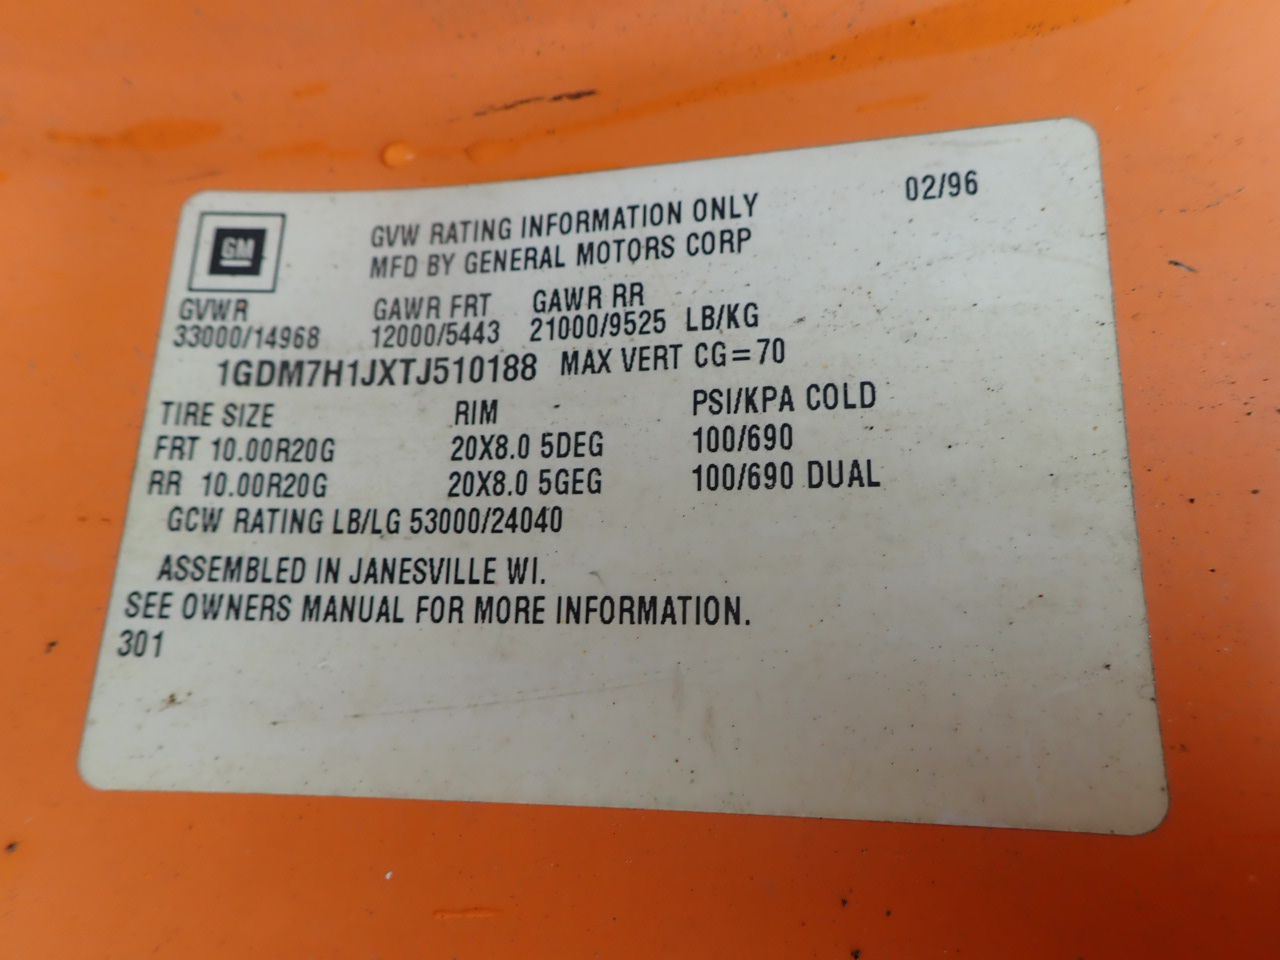 02/96
GM
GVW RATING INFORMATION ONLY
MFD BY GENERAL MOTORS CORP
GVWR GAWR FRT GAWR RR
33000/14968 12000/5443 21000/9525 LB/KG
1GDM7H1JXTJ510188 MAX VERT CG=70
TIRE SIZE RIM PSI/KPA COLD
FRT 10.00R20G 20X8.0 5DEG 100/690
RR 10.00R20G 20X8.0 5GEG 100/690 DUAL
GCW RATING LB/LG 53000/24040
ASSEMBLED IN JANESVILLE WI.
SEE OWNERS MANUAL FOR MORE INFORMATION.
301